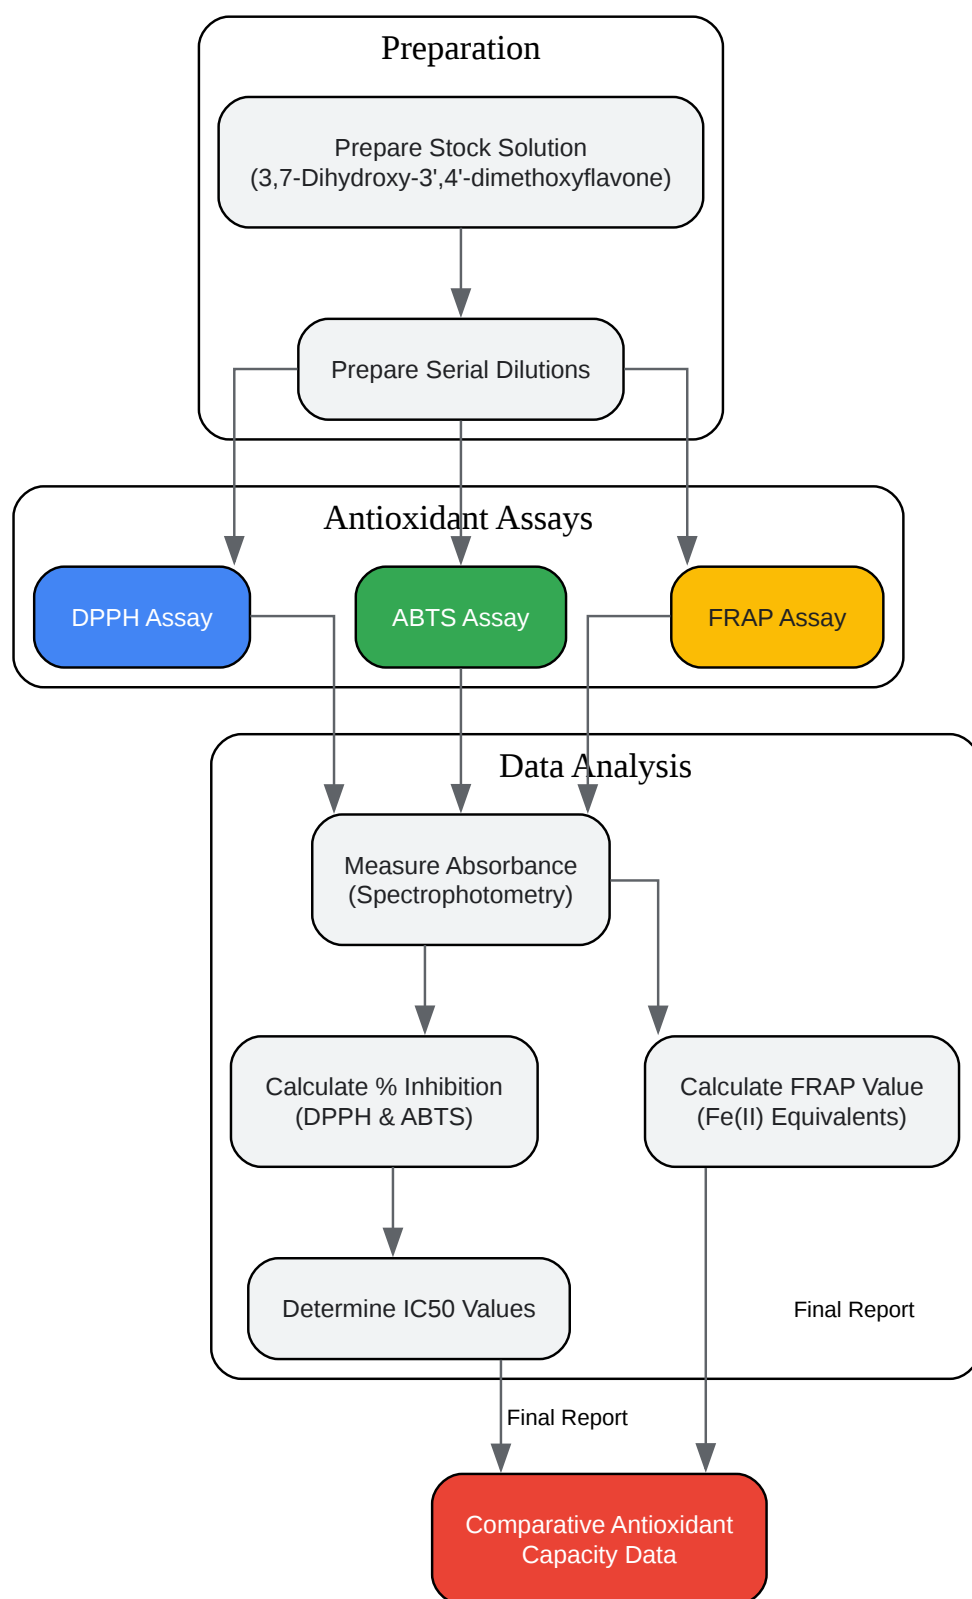 Preparation
Prepare Stock Solution
(3,7-Dihydroxy-3',4'-dimethoxyflavone)
Prepare Serial Dilutions
Antioxidant Assays
DPPH Assay
ABTS Assay
FRAP Assay
Data Analysis
Measure Absorbance
(Spectrophotometry)
Calculate % Inhibition
(DPPH & ABTS)
Calculate FRAP Value
(Fe(II) Equivalents)
Determine IC50 Values
Final Report
Final Report
Comparative Antioxidant
Capacity Data